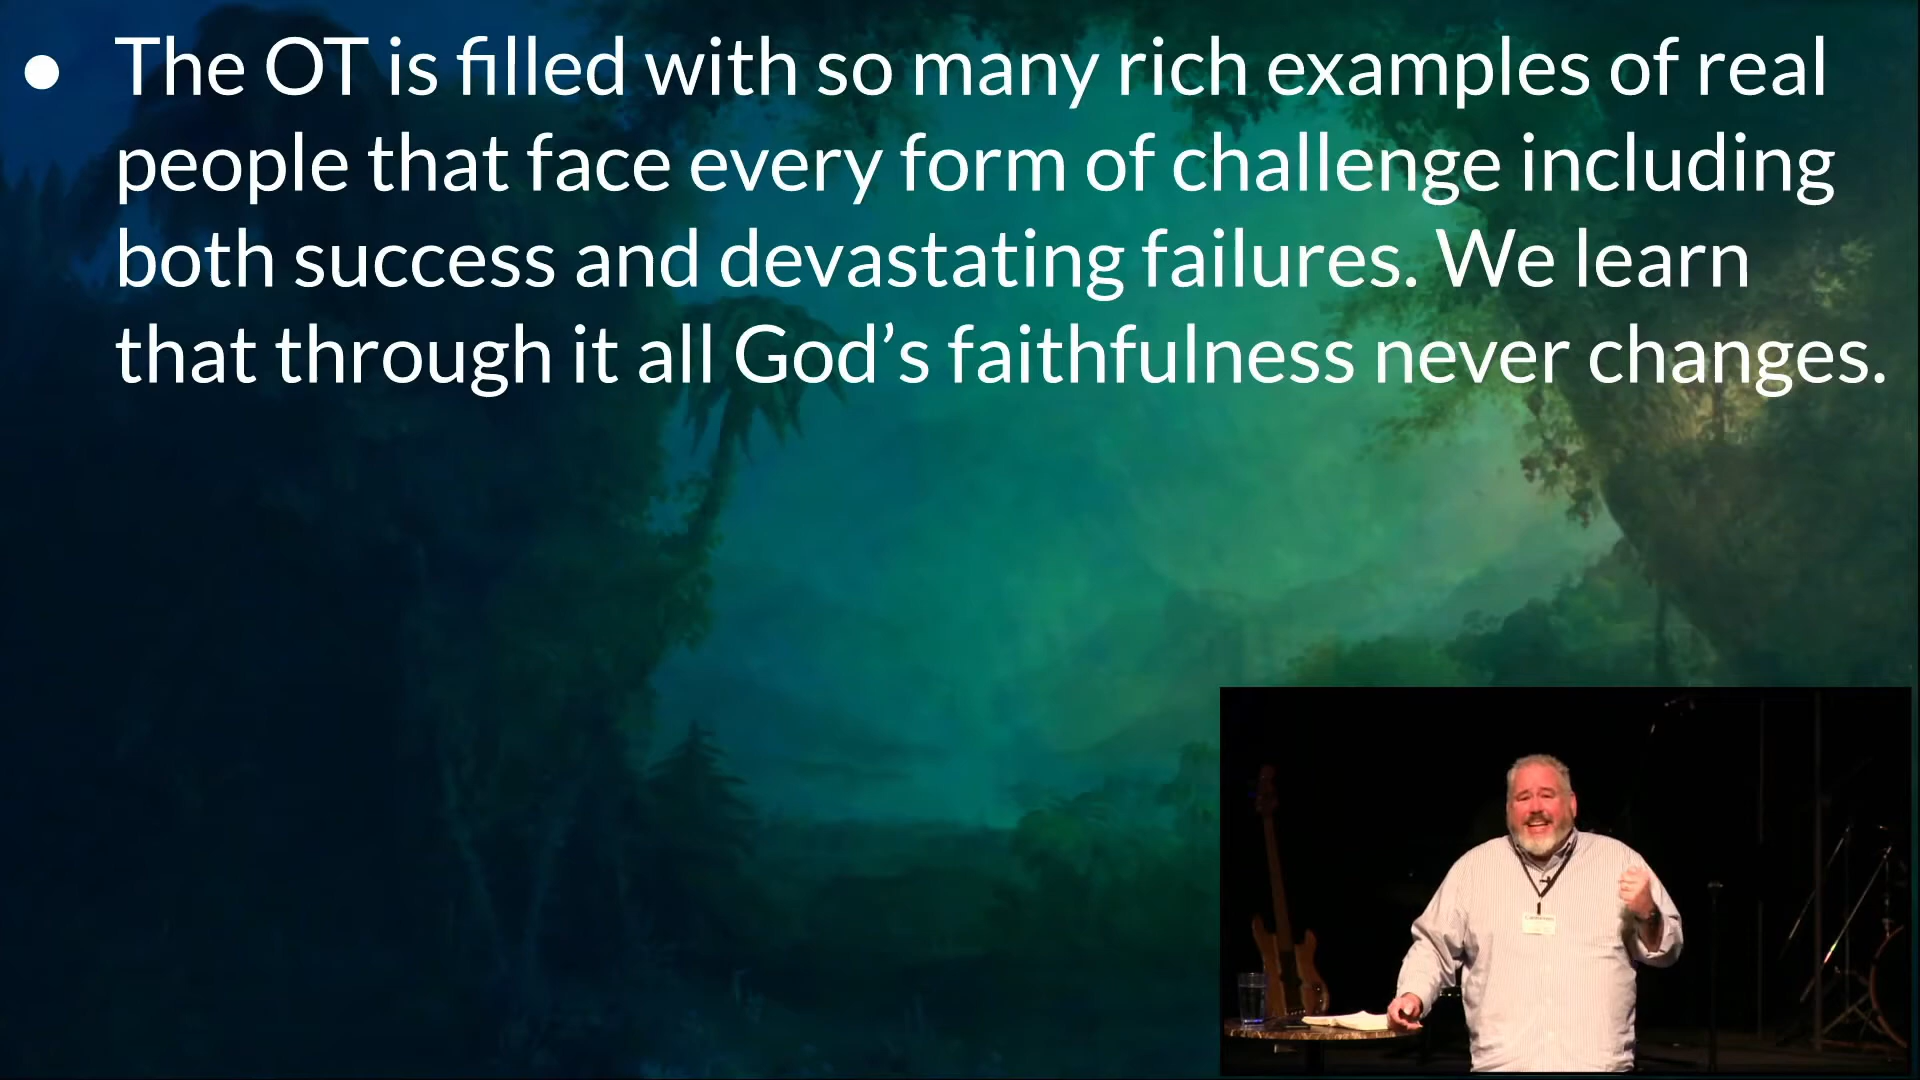 ● The OT is filled with so many rich examples of real
people that face every form of challenge including
both success and devastating failures. We learn
that through it all God’s faithfulness never changes.